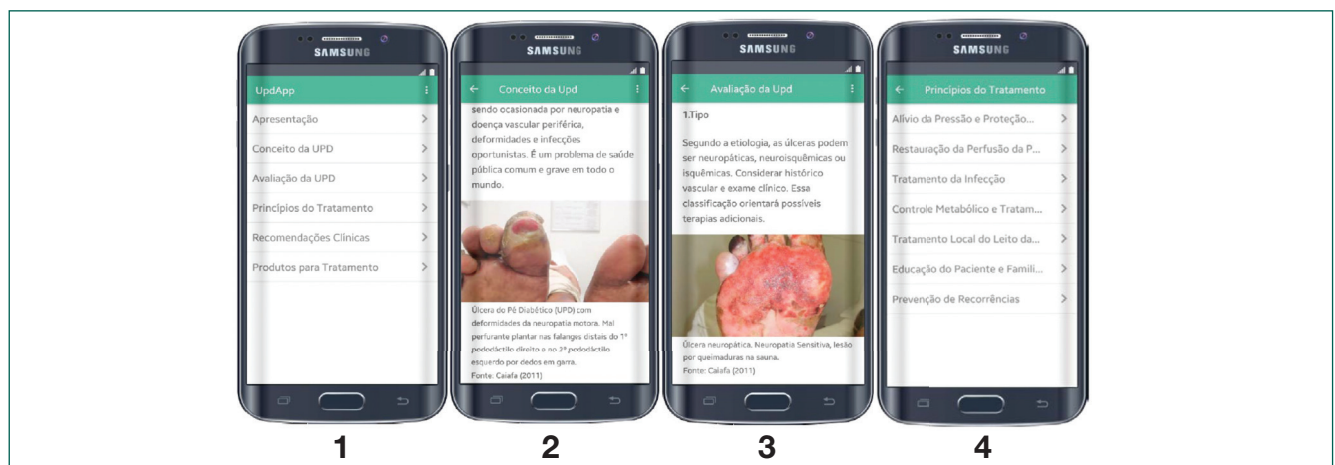 SAMSUNG
UpdApp
Apresentação
Conceito da UPD
Avaliação da UPD
Princípios do Tratamento
Recomendações Clínicas
Produtos para Tratamento
1
SAMSUNG
Conceito da Upd
sendo ocasionada por neuropatia e
doença vascular periférica,
deformidades e infecções
oportunistas. É um problema de saúde
pública comum e grave em todo o
mundo.
Úlcera do Pé Diabético (UPD) com
deformidades da neuropatia motora. Mal
perfurante plantar nas falanges distais do 1º
pododáctilo direito e no 2º pododáctilo
esquerdo por dedos em garra.
Fonte: Caiafa (2011)
2
SAMSUNG
Avaliação da Upd
1.Tipo
Segundo a etiologia, as úlceras podem
ser neuropáticas, neuroisquêmicas ou
isquêmicas. Considerar histórico
vascular e exame clínico. Essa
classificação orientará possíveis
terapias adicionais.
Úlcera neuropática. Neuropatia Sensitiva, lesão
por queimaduras na sauna.
Fonte: Caiafa (2011)
3
SAMSUNG
Princípios do Tratamento
Alívio da Pressão e Proteção...
Restauração da Perfusão da P...
Tratamento da Infecção
Controle Metabólico e Tratam...
Tratamento Local do Leito da...
Educação do Paciente e Famili...
Prevenção de Recorrências
4